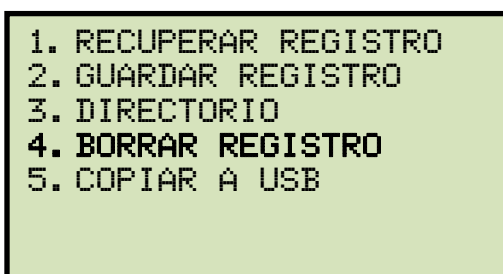 1. RECUPERAR REGISTRO
2. GUARDAR REGISTRO
3. DIRECTORIO
4. BORRAR REGISTRO
5. COPIAR A USB